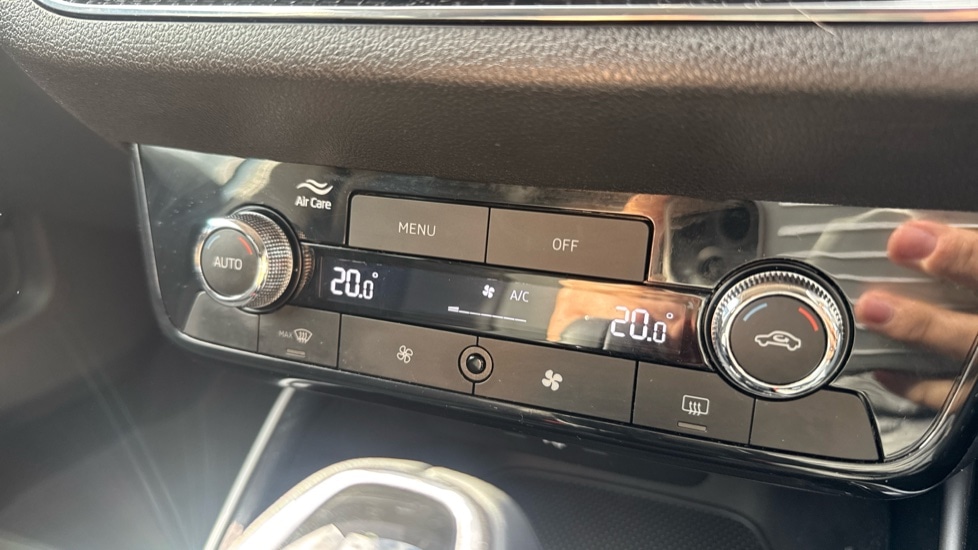 Air Care
MENU
OFF
AUTO
20.0°
A/C
20.0°
MAX